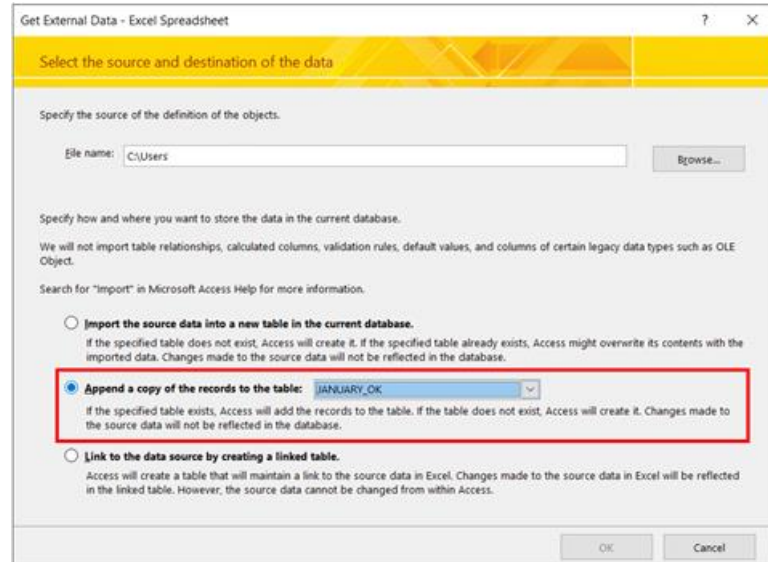 Get External Data - Excel Spreadsheet ? ×
Select the source and destination of the data
Specify the source of the definition of the objects.
File name: C:\Users Browse...
Specify how and where you want to store the data in the current database.
We will not import table relationships, calculated columns, validation rules, default values, and columns of certain legacy data types such as OLE
Object.
Search for "Import" in Microsoft Access Help for more information.
Import the source data into a new table in the current database.
If the specified table does not exist, Access will create it. If the specified table already exists, Access might overwrite its contents with the
imported data. Changes made to the source data will not be reflected in the database.
Append a copy of the records to the table: JANUARY_OK
If the specified table exists, Access will add the records to the table. If the table does not exist, Access will create it. Changes made to
the source data will not be reflected in the database.
Link to the data source by creating a linked table.
Access will create a table that will maintain a link to the source data in Excel. Changes made to the source data in Excel will be reflected
in the linked table. However, the source data cannot be changed from within Access.
OK Cancel